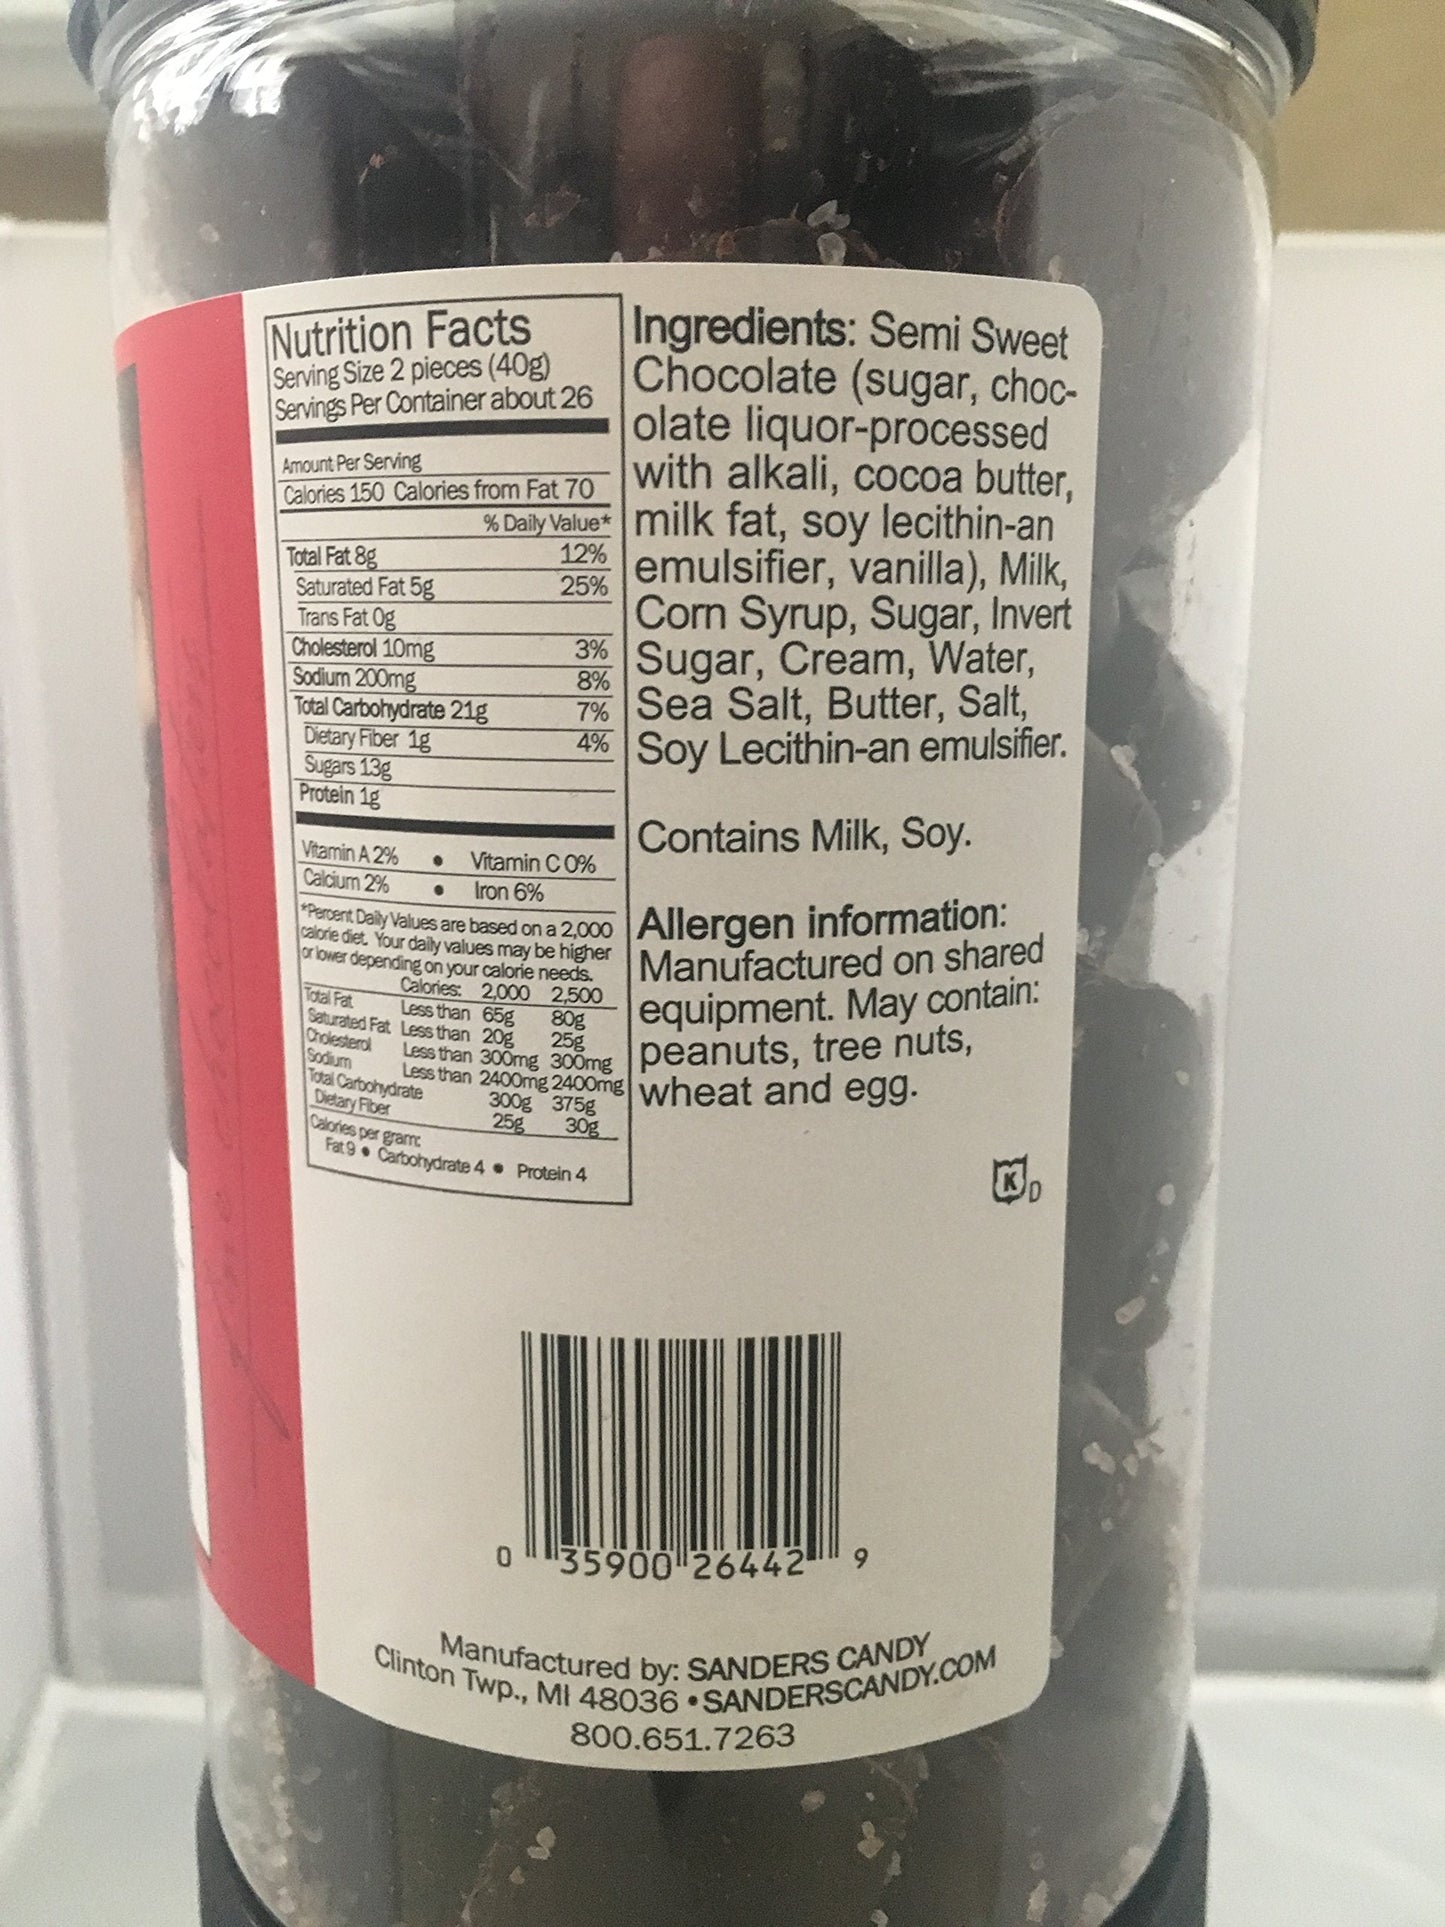 Nutrition Facts
Serving Size 2 pieces (40g)
Servings Per Container about 26
Amount Per Serving
Calories 150 Calories from Fat 70
% Daily Value*
Total Fat 8g 12%
Saturated Fat 5g 25%
Trans Fat 0g
Cholesterol 10mg 3%
Sodium 200mg 8%
Total Carbohydrate 21g 7%
Dietary Fiber 1g 4%
Sugars 13g
Protein 1g
Vitamin A 2% • Vitamin C 0%
Calcium 2% • Iron 6%
*Percent Daily Values are based on a 2,000
calorie diet. Your daily values may be higher
or lower depending on your calorie needs.
Calories: 2,000 2,500
Total Fat Less than 65g 80g
Saturated Fat Less than 20g 25g
Cholesterol Less than 300mg 300mg
Sodium Less than 2400mg 2400mg
Total Carbohydrate 300g 375g
Dietary Fiber 25g 30g
Calories per gram:
Fat 9 • Carbohydrate 4 • Protein 4
Ingredients: Semi Sweet
Chocolate (sugar, choc-
olate liquor-processed
with alkali, cocoa butter,
milk fat, soy lecithin-an
emulsifier, vanilla), Milk,
Corn Syrup, Sugar, Invert
Sugar, Cream, Water,
Sea Salt, Butter, Salt,
Soy Lecithin-an emulsifier.
Contains Milk, Soy.
Allergen information:
Manufactured on shared
equipment. May contain:
peanuts, tree nuts,
wheat and egg.
K D
0 35900 26442 9
Manufactured by: SANDERS CANDY
Clinton Twp., MI 48036 • SANDERSCANDY.COM
800.651.7263